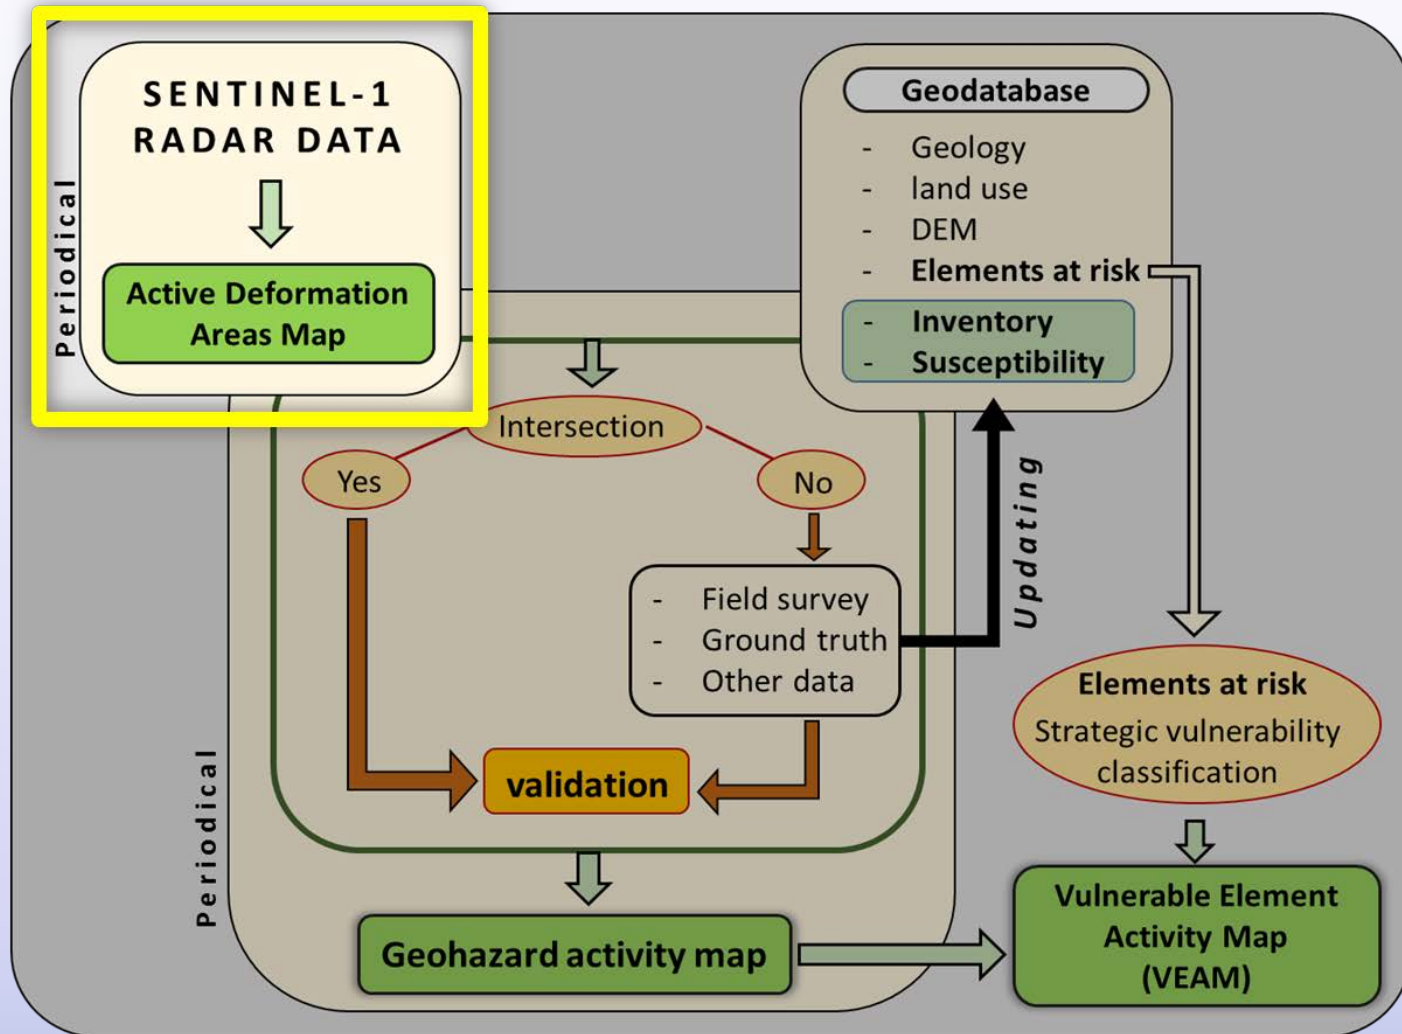 SENTINEL-1
RADAR DATA
Periodical
Active Deformation
Areas Map
Geodatabase
- Geology
- land use
- DEM
- Elements at risk
- Inventory
- Susceptibility
Intersection
Yes
No
- Field survey
- Ground truth
- Other data
Updating
validation
Periodical
Elements at risk
Strategic vulnerability
classification
Geohazard activity map
Vulnerable Element
Activity Map
(VEAM)